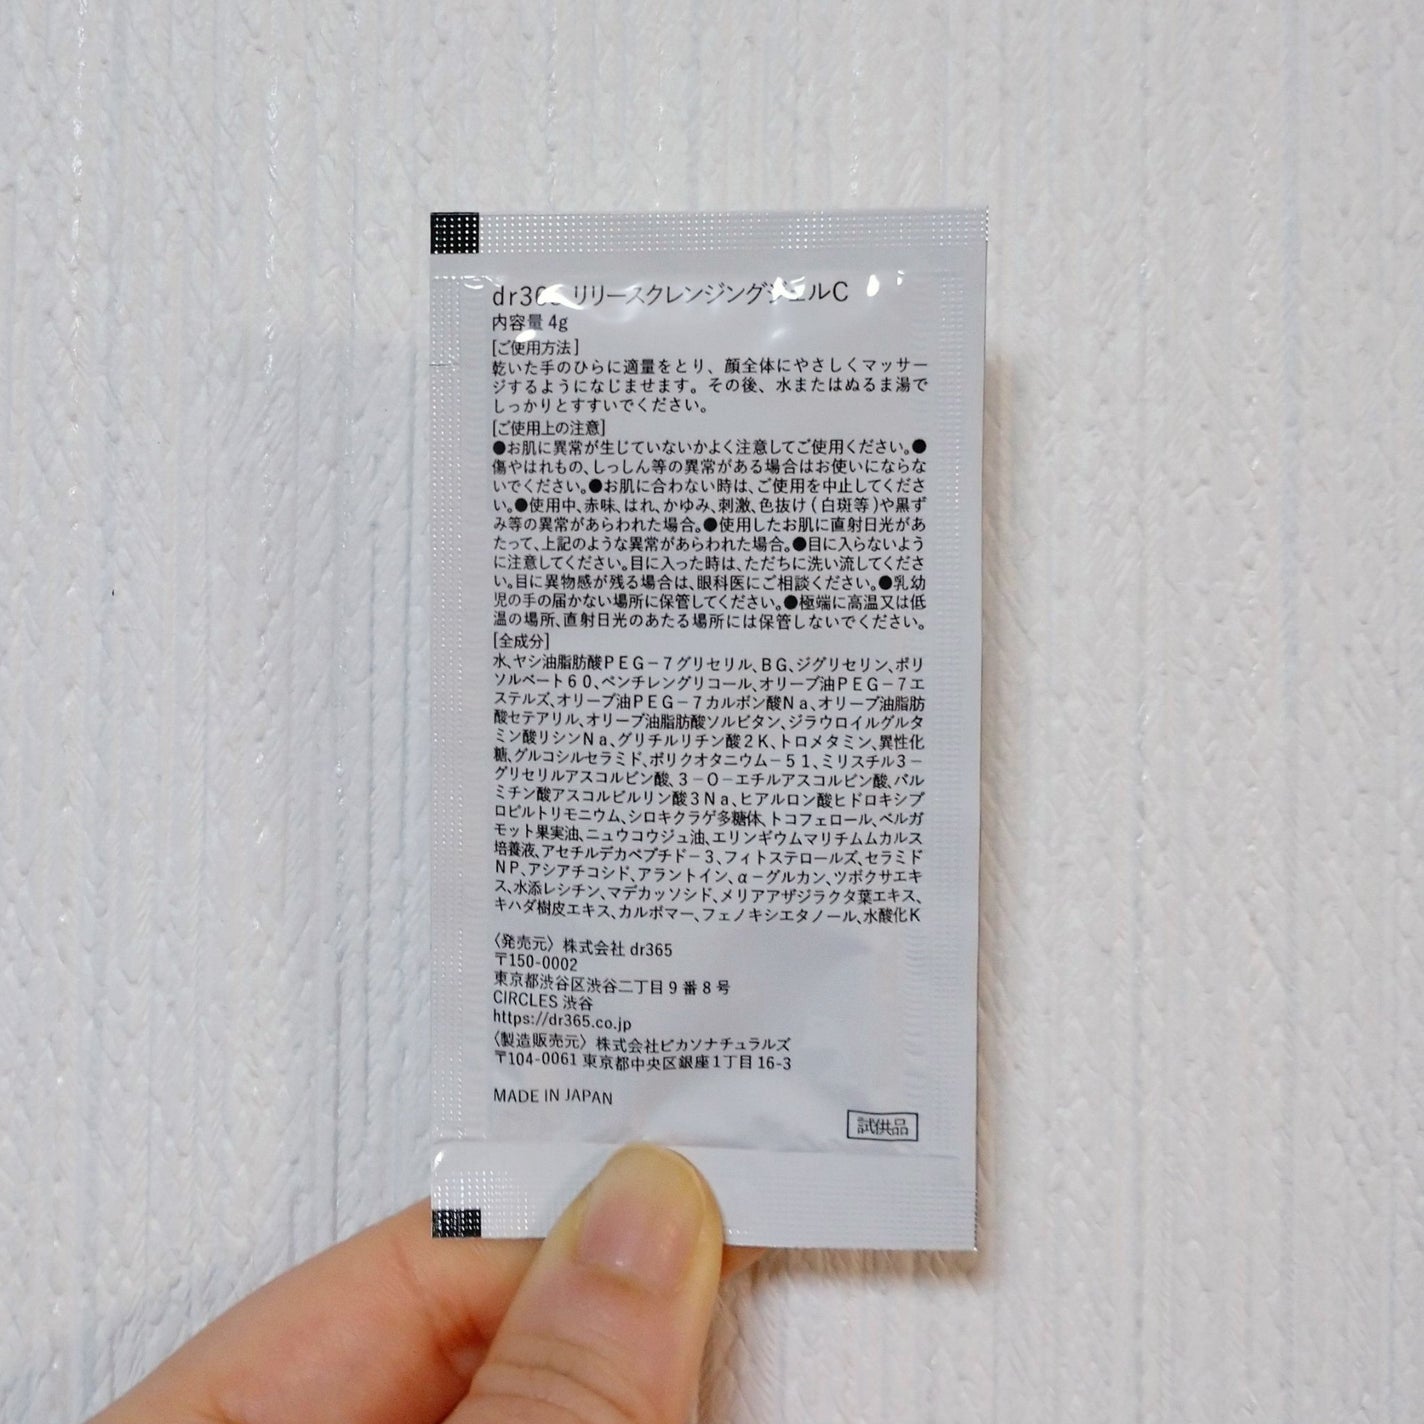 dr365 リリースクレンジングジェルC
内容量 4g
[ご使用方法]
乾いた手のひらに適量をとり、顔全体にやさしくマッサー
ジするようになじませます。その後、水またはぬるま湯で
しっかりとすすいでください。
[ご使用上の注意]
●お肌に異常が生じていないかよく注意してご使用ください。●
傷やはれもの、しっしん等の異常がある場合はお使いにならな
いでください。●お肌に合わない時は、ご使用を中止してくださ
い。●使用中、赤味、はれ、かゆみ、刺激、色抜け(白斑等)や黒ず
み等の異常があらわれた場合。●使用したお肌に直射日光があ
たって、上記のような異常があらわれた場合。●目に入らないよう
に注意してください。目に入った時は、ただちに洗い流してくださ
い。目に異物感が残る場合は、眼科医にご相談ください。●乳幼
児の手の届かない場所に保管してください。●極端に高温又は低
温の場所、直射日光のあたる場所には保管しないでください。
[全成分]
水、ヤシ油脂肪酸PEG-7グリセリル、BG、ジグリセリン、ポリ
ソルベート60、ペンチレングリコール、オリーブ油PEG-7エ
ステルズ、オリーブ油PEG-7カルボン酸Na、オリーブ油脂肪
酸セテアリル、オリーブ油脂肪酸ソルビタン、ジラウロイルグルタ
ミン酸リシンNa、グリチルリチン酸2K、トロメタミン、異性化
糖、グルコシルセラミド、ポリクオタニウム-51、ミリスチル3-
グリセリルアスコルビン酸、3-O-エチルアスコルビン酸、パル
ミチン酸アスコルビルリン酸3Na、ヒアルロン酸ヒドロキシプ
ロピルトリモニウム、シロキクラゲ多糖体、トコフェロール、ベルガ
モット果実油、ニュウコウジュ油、エリンギウムマリチムムカルス
培養液、アセチルデカペプチド-3、フィトステロールズ、セラミド
NP、アシアチコシド、アラントイン、α-グルカン、ツボクサエキ
ス、水添レシチン、マデカッソシド、メリアアザジラクタ葉エキス、
キハダ樹皮エキス、カルボマー、フェノキシエタノール、水酸化K
〈発売元〉株式会社 dr365
〒150-0002
東京都渋谷区渋谷二丁目9番8号
CIRCLES 渋谷
https://dr365.co.jp
〈製造販売元〉株式会社ピカソナチュラルズ
〒104-0061 東京都中央区銀座1丁目16-3
MADE IN JAPAN
試供品